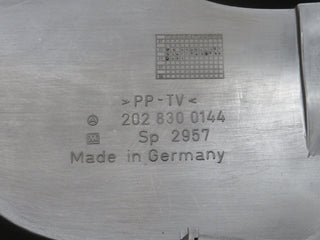 >PP-TV<
202 830 0144
Sp 2957
Made in Germany